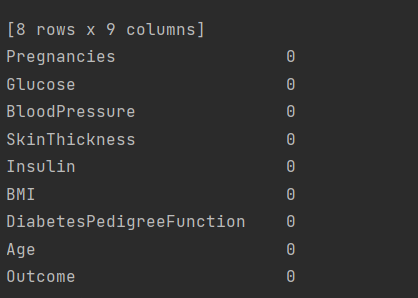 [8 rows x 9 columns]
Pregnancies 0
Glucose 0
BloodPressure 0
SkinThickness 0
Insulin 0
BMI 0
DiabetesPedigreeFunction 0
Age 0
Outcome 0